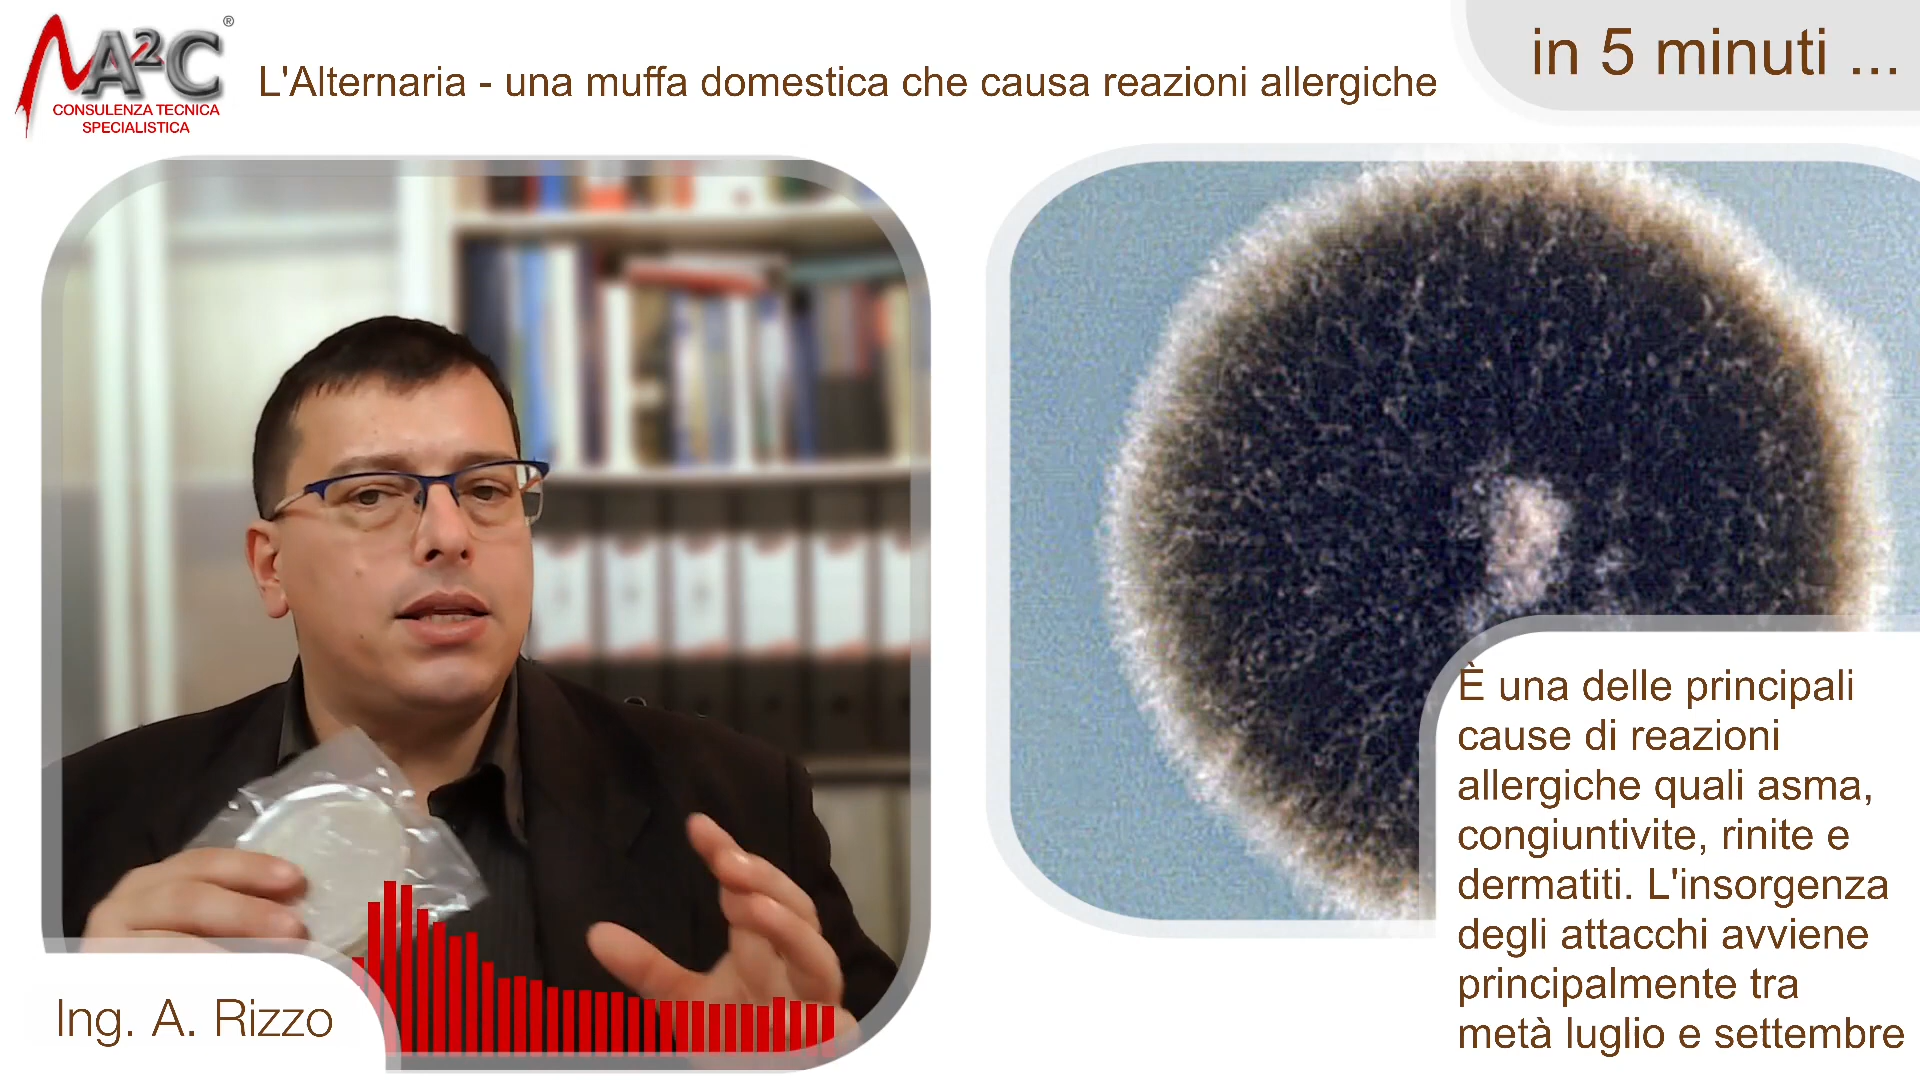 A²C®
CONSULENZA TECNICA
SPECIALISTICA
L'Alternaria - una muffa domestica che causa reazioni allergiche
in 5 minuti ...
È una delle principali
cause di reazioni
allergiche quali asma,
congiuntivite, rinite e
dermatiti. L'insorgenza
degli attacchi avviene
principalmente tra
metà luglio e settembre
Ing. A. Rizzo